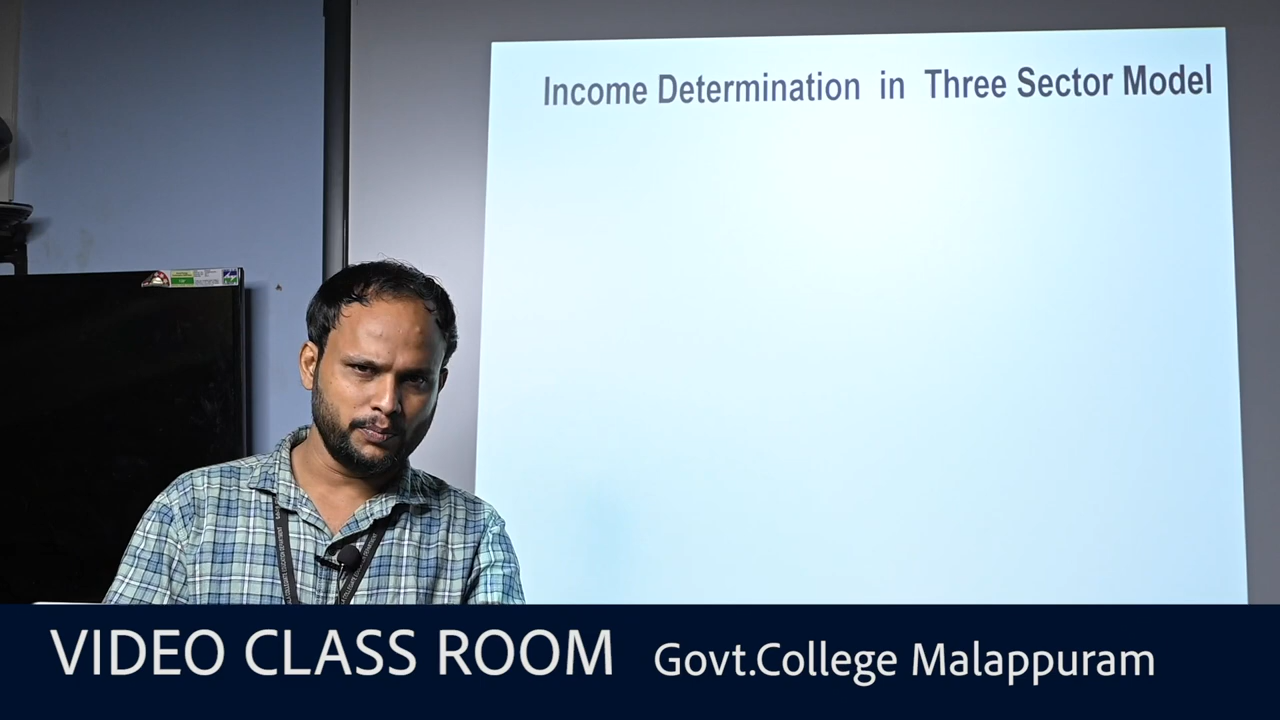 Income Determination in Three Sector Model
VIDEO CLASS ROOM Govt.College Malappuram